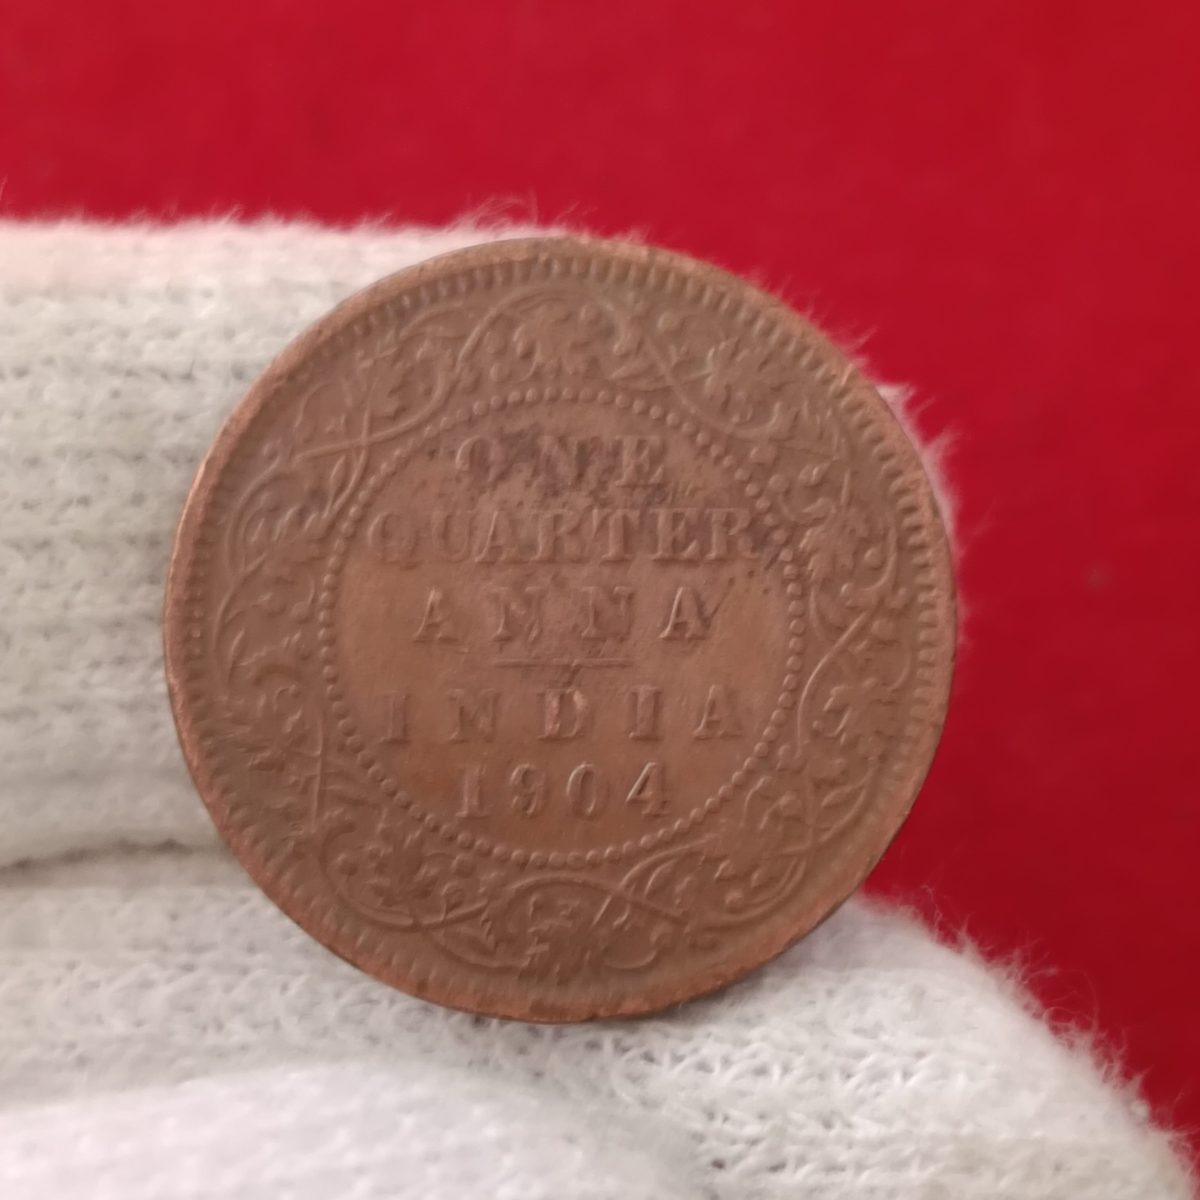 ONE
QUARTER
ANNA
INDIA
1904